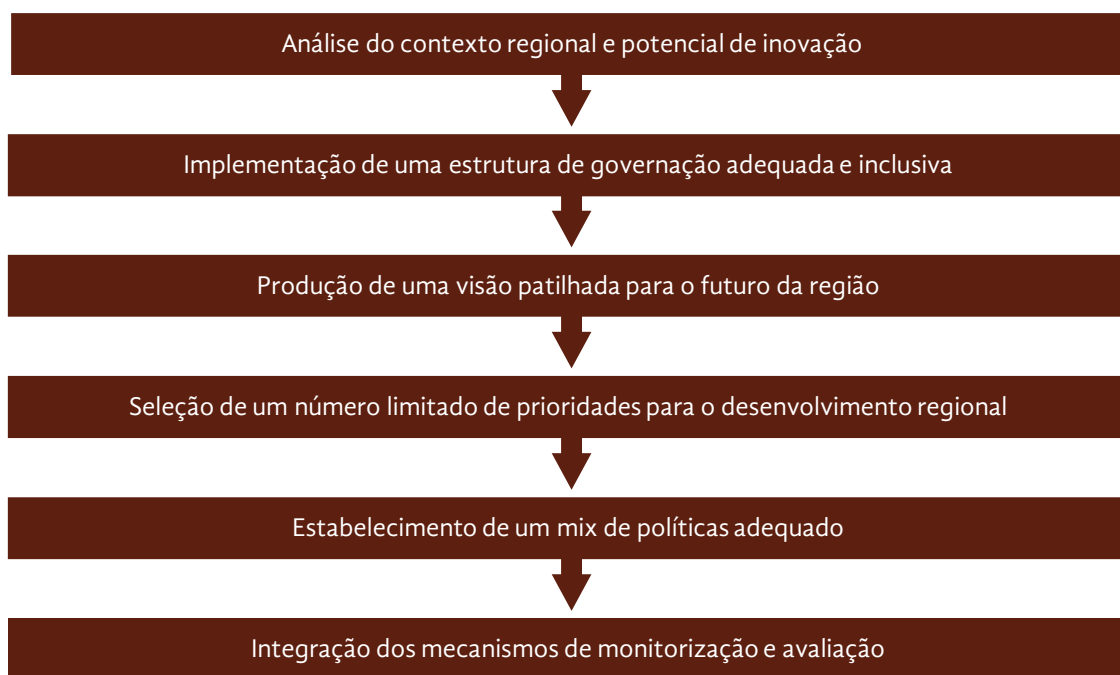 Análise do contexto regional e potencial de inovação
Implementação de uma estrutura de governação adequada e inclusiva
Produção de uma visão patilhada para o futuro da região
Seleção de um número limitado de prioridades para o desenvolvimento regional
Estabelecimento de um mix de políticas adequado
Integração dos mecanismos de monitorização e avaliação